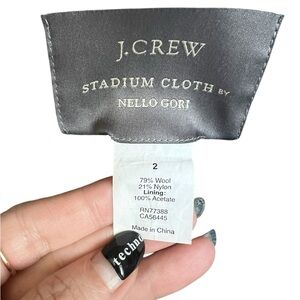 J.CREW
STADIUM CLOTH BY
NELLO GORI
2
79% Wool
21% Nylon
Lining:
100% Acetate
RN77388
CA56445
Made in China
techni